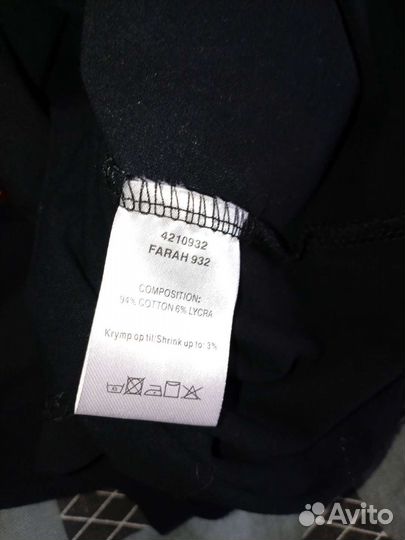 4210932
FARAH 932
COMPOSITION:
94% COTTON 6% LYCRA
Krymp op til/Shrink up to: 3%
Avito